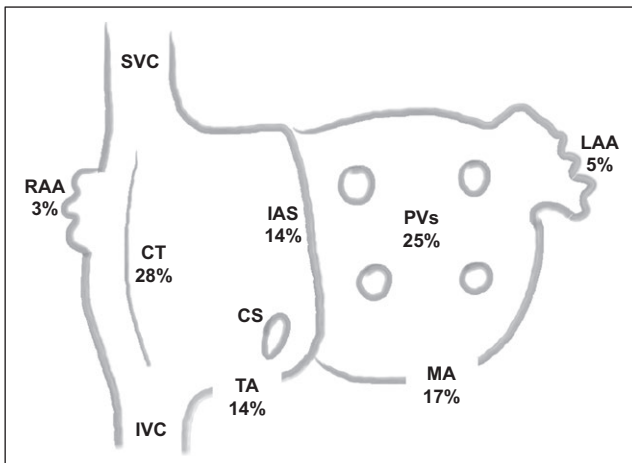 SVC
LAA
5%
RAA
3%
IAS
14%
PVs
25%
CT
28%
CS
TA
14%
MA
17%
IVC